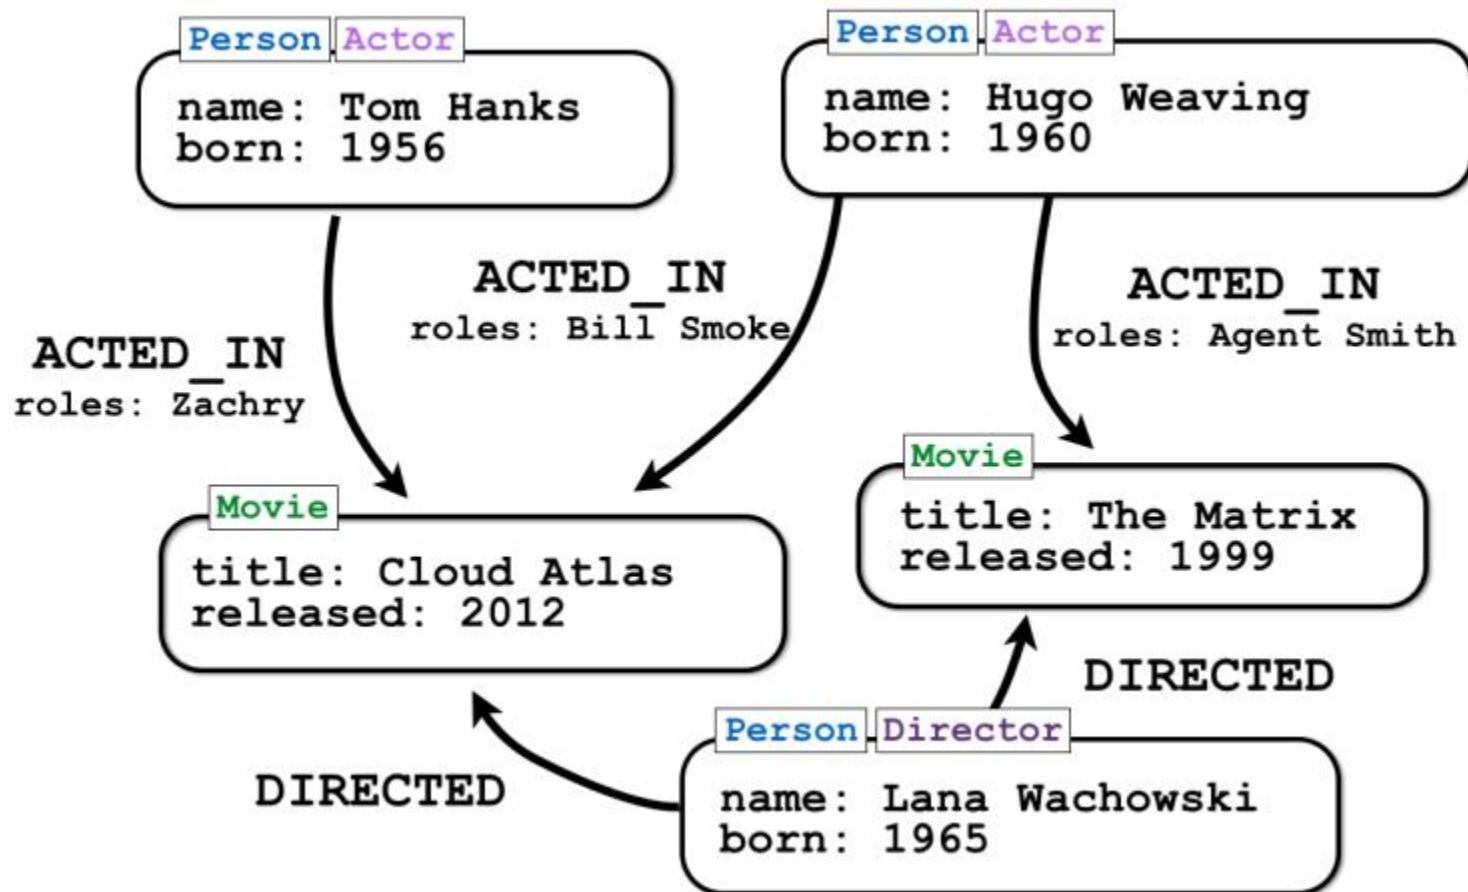 Person Actor
name: Tom Hanks
born: 1956
Person Actor
name: Hugo Weaving
born: 1960
ACTED_IN
roles: Zachry
ACTED_IN
roles: Bill Smoke
ACTED_IN
roles: Agent Smith
Movie
title: Cloud Atlas
released: 2012
Movie
title: The Matrix
released: 1999
DIRECTED
DIRECTED
Person Director
name: Lana Wachowski
born: 1965